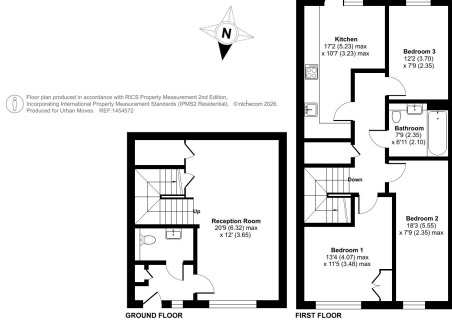 N
Floor plan produced in accordance with RICS Property Measurement 2nd Edition,
Incorporating International Property Measurement Standards (IPMS2 Residential). © nichecom 2026.
Produced for Urban Moves. REF: 1454572
Kitchen
17'2 (5.23) max
x 10'7 (3.23) max
Bedroom 3
12'2 (3.70)
x 7'9 (2.35)
Bathroom
7'9 (2.35)
x 6'11 (2.10)
Down
Bedroom 2
18'3 (5.55)
x 7'9 (2.35) max
Bedroom 1
13'4 (4.07) max
x 11'5 (3.48) max
FIRST FLOOR
Up
Reception Room
20'9 (6.32) max
x 12' (3.65)
GROUND FLOOR